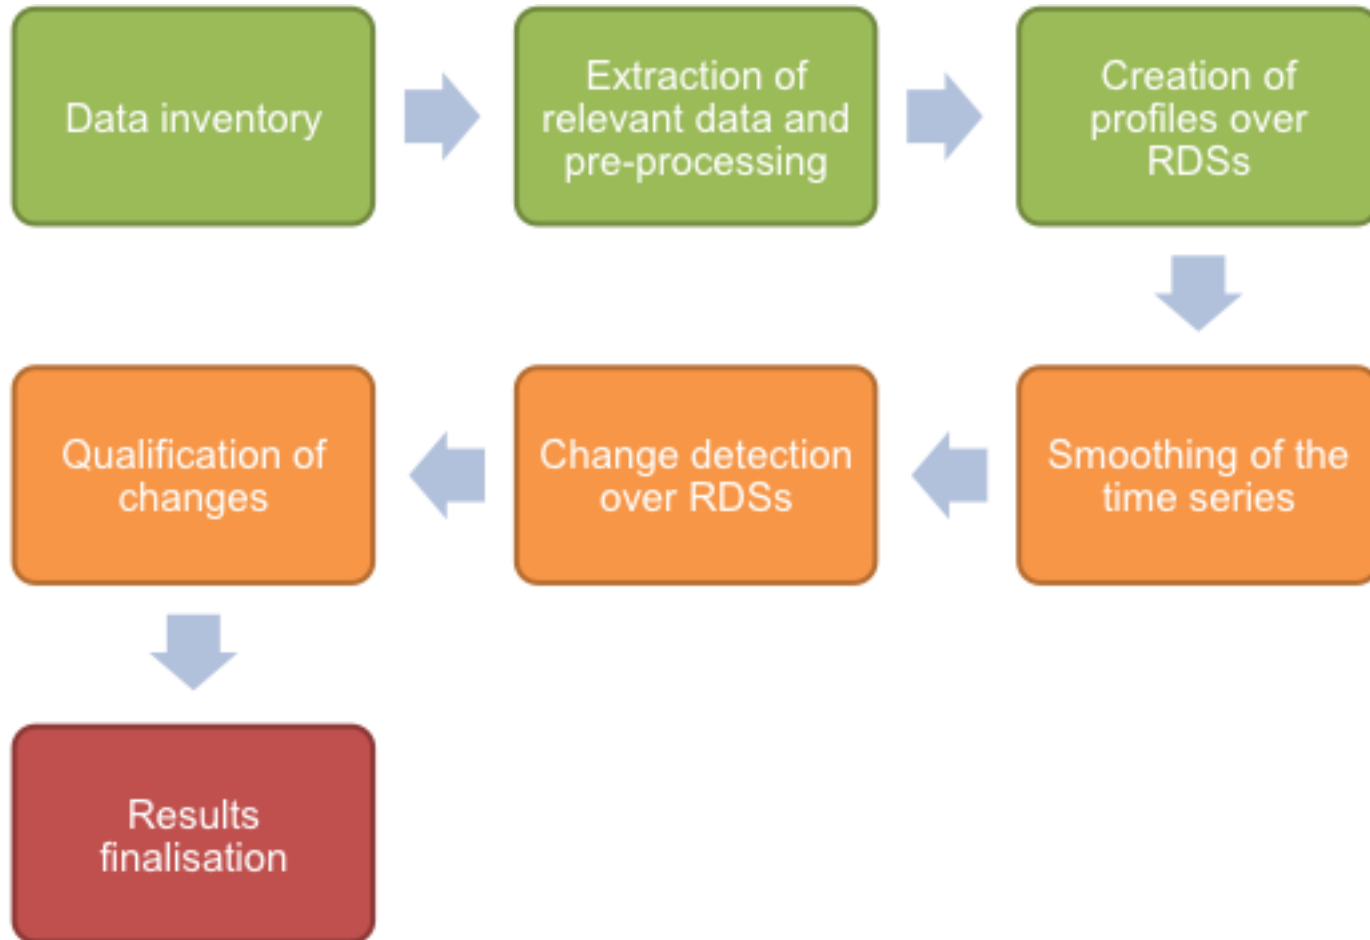 Data inventory
Extraction of
relevant data and
pre-processing
Creation of
profiles over
RDSs
Smoothing of the
time series
Change detection
over RDSs
Qualification of
changes
Results
finalisation